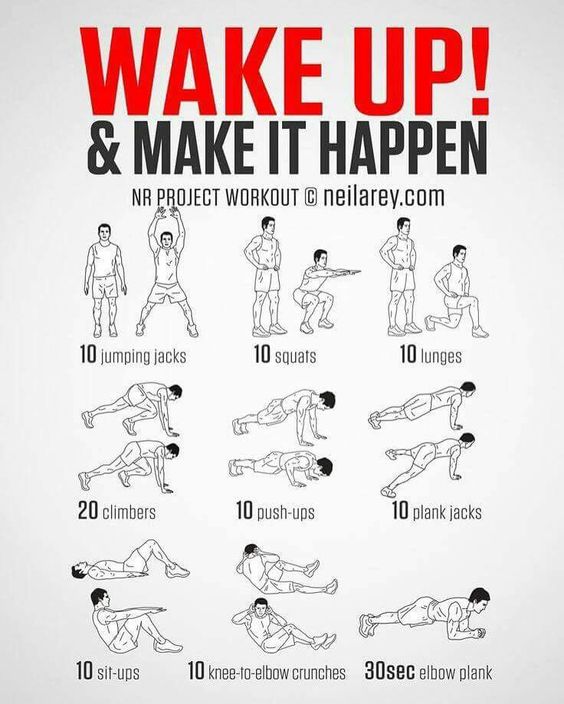 WAKE UP!
& MAKE IT HAPPEN
NR PROJECT WORKOUT © neilarey.com
10 jumping jacks
10 squats
10 lunges
20 climbers
10 push-ups
10 plank jacks
10 sit-ups
10 knee-to-elbow crunches
30sec elbow plank